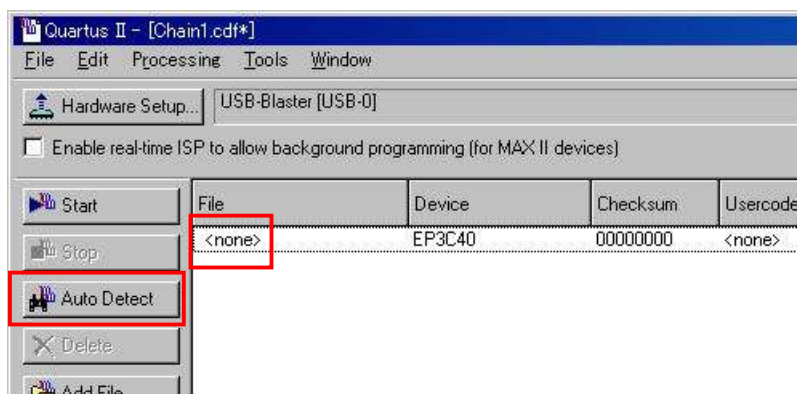 Quartus II - [Chain1.cdf*]
File Edit Processing Tools Window
Hardware Setup... USB-Blaster [USB-0]
Enable real-time ISP to allow background programming (for MAX II devices)
Start File Device Checksum Usercode
<none> EP3C40 00000000 <none>
Stop
Auto Detect
Delete
Add File